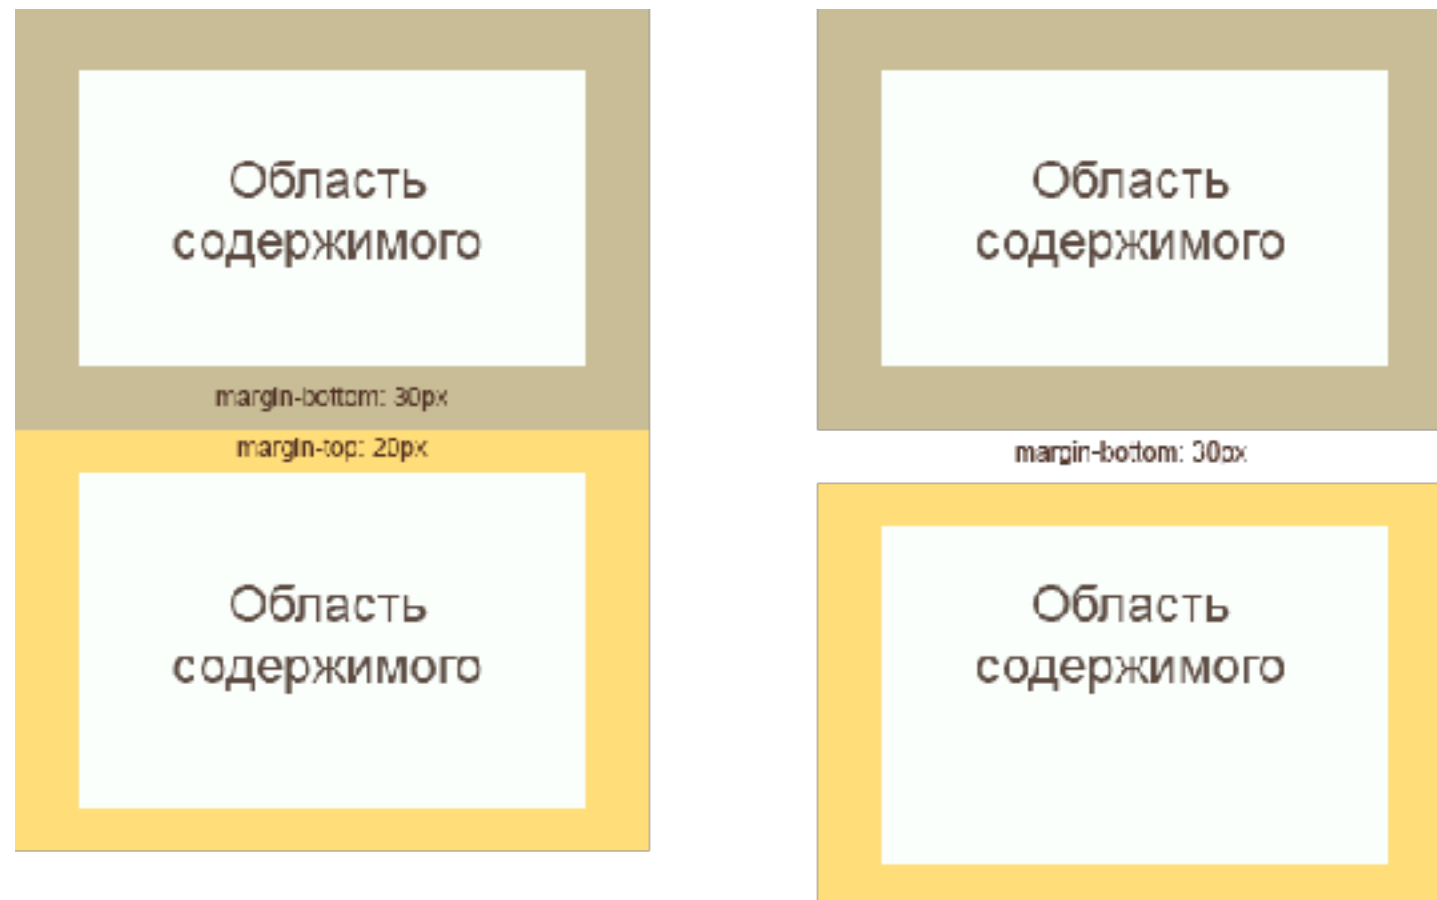 Область
содержимого
margin-bottom: 30px
margin-top: 20px
Область
содержимого
Область
содержимого
margin-bottom: 30px
Область
содержимого